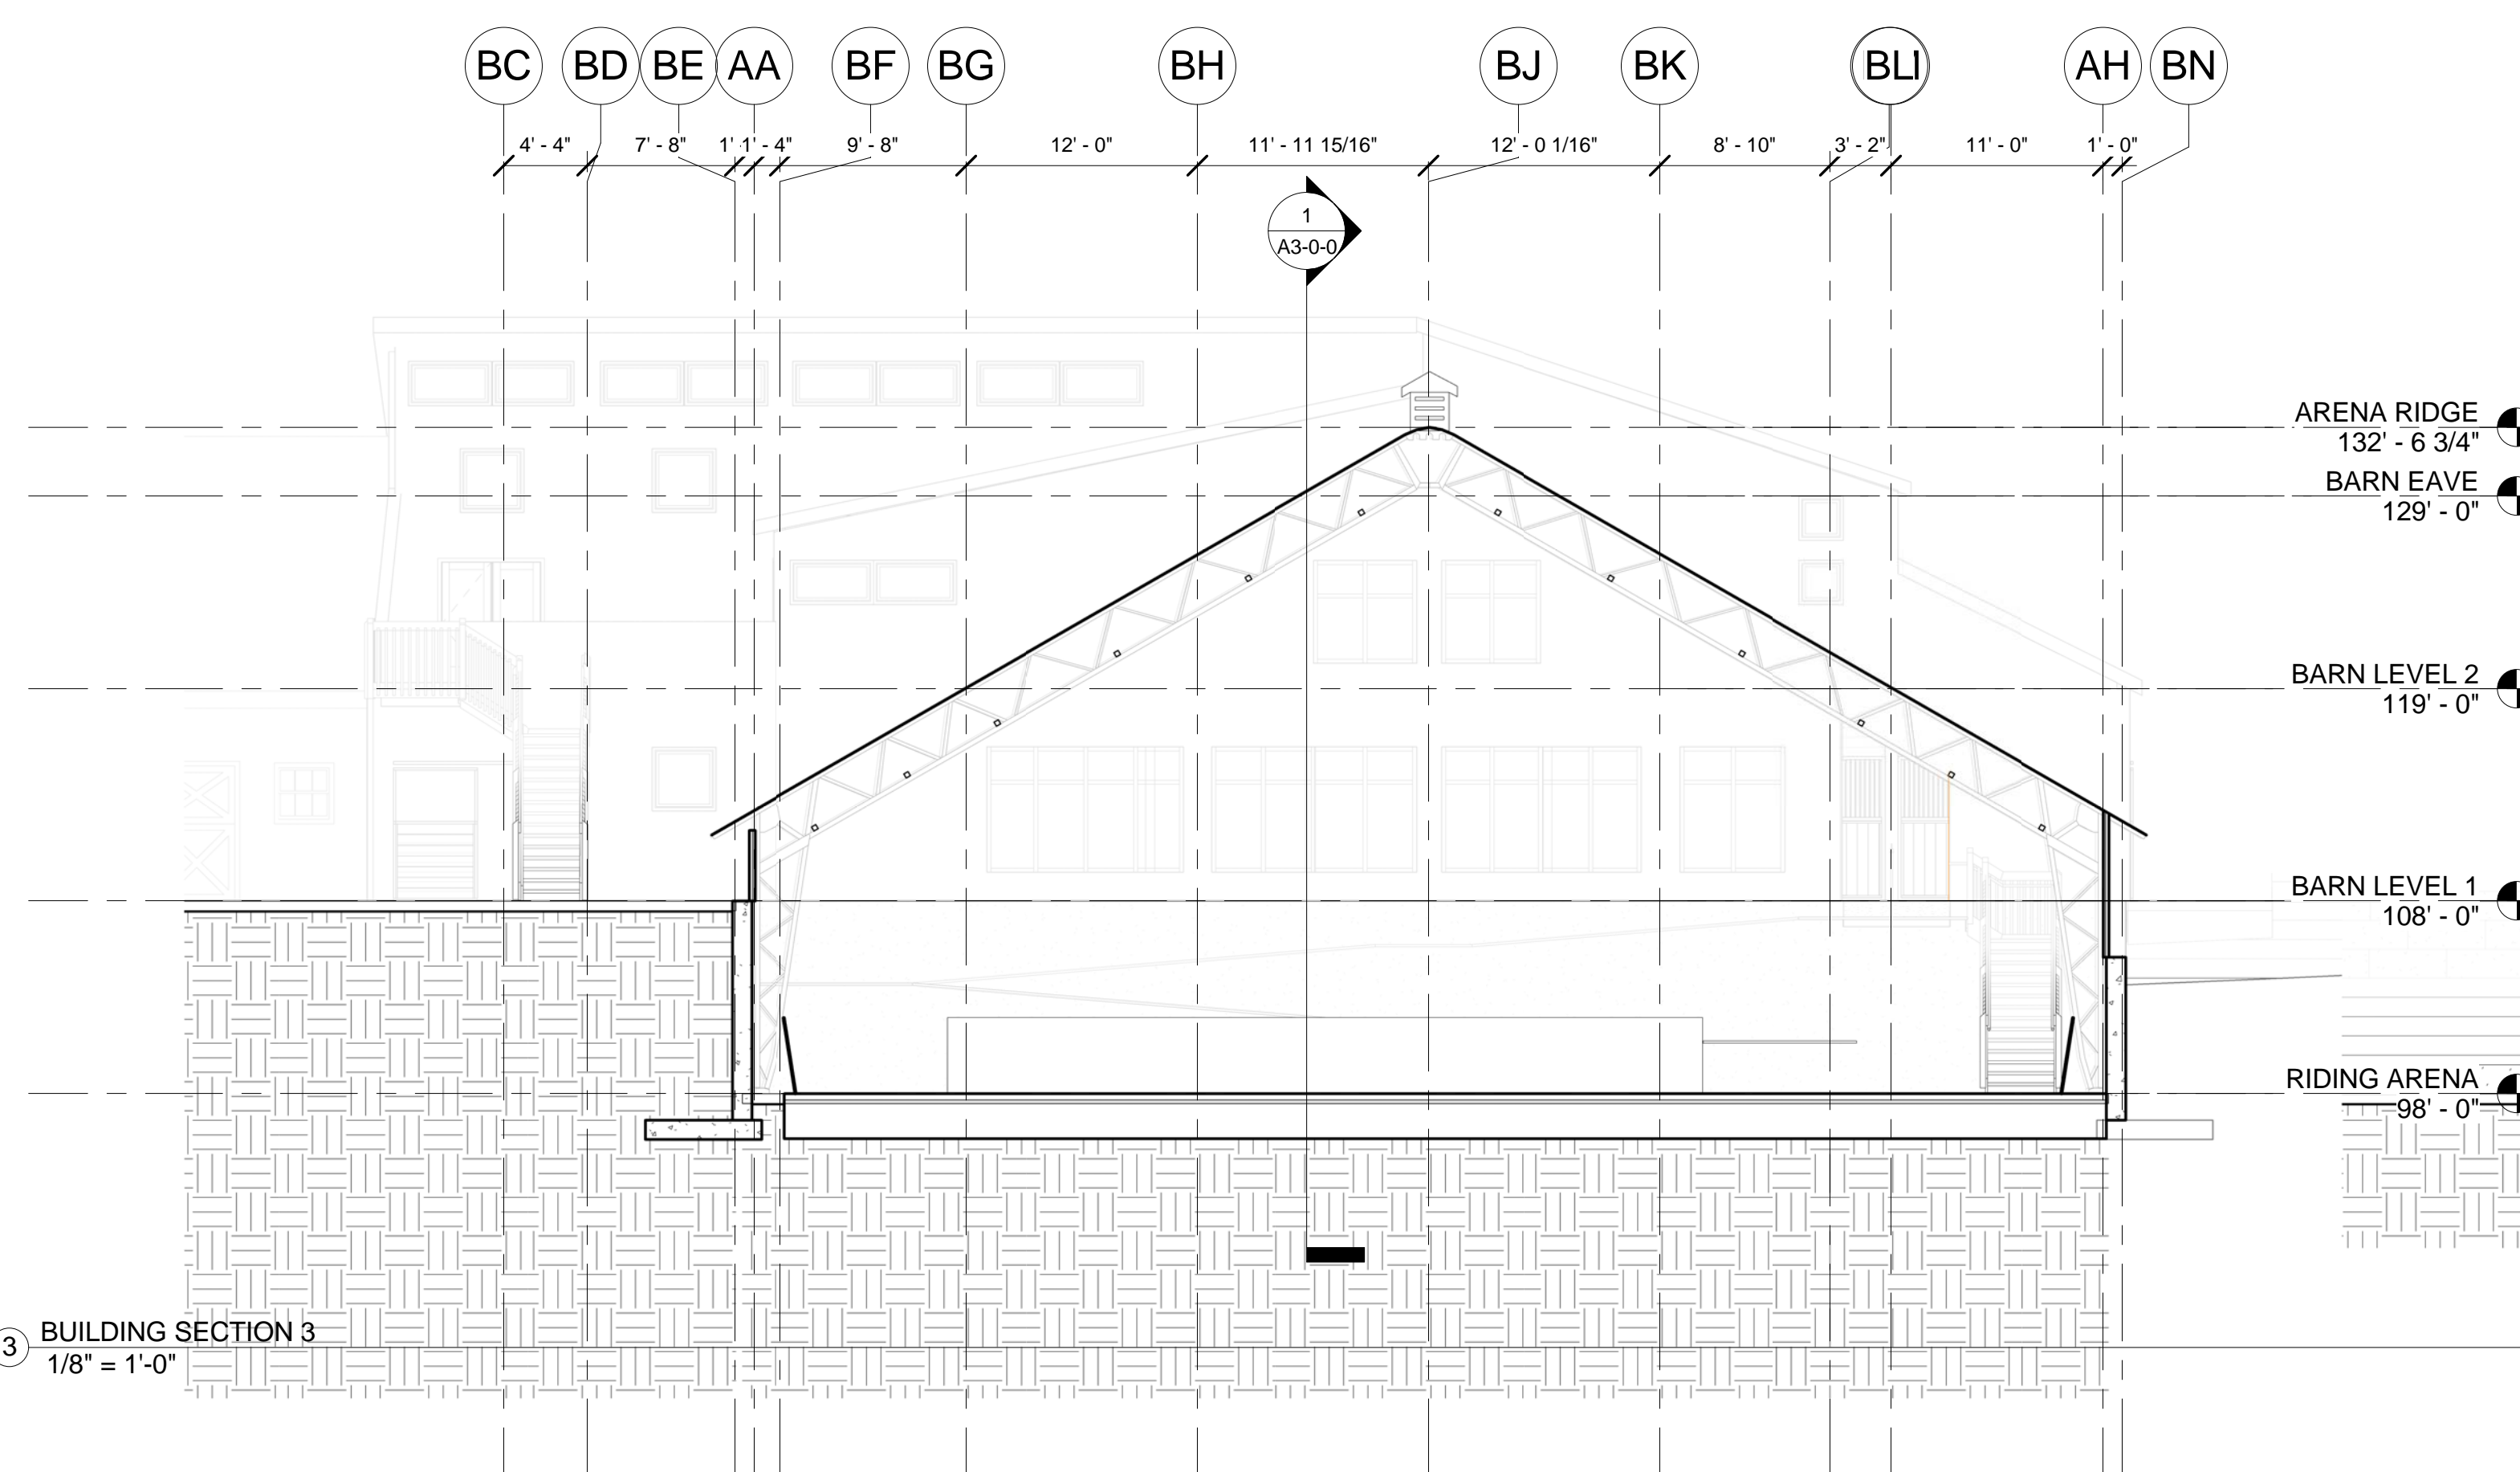 BC BD BE AA BF BG BH BJ BK BL AH BN
4' - 4" 7' - 8" 1' - 4" 9' - 8" 12' - 0" 11' - 11 15/16" 12' - 0 1/16" 8' - 10" 3' - 2" 11' - 0" 1' - 0"
1
A3-0-0
ARENA RIDGE
132' - 6 3/4"
BARN EAVE
129' - 0"
BARN LEVEL 2
119' - 0"
BARN LEVEL 1
108' - 0"
RIDING ARENA
98' - 0"
3 BUILDING SECTION 3
1/8" = 1'-0"